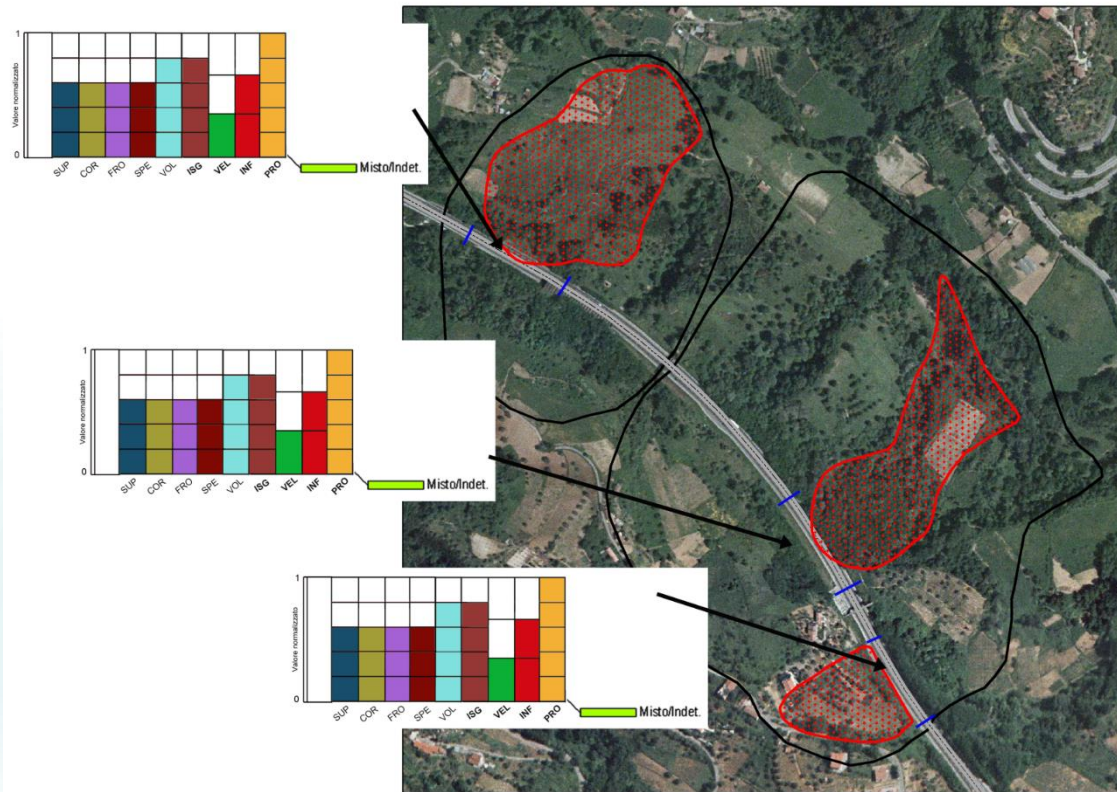 1
Valore normalizzato
0
SUP COR FRO SPE VOL ISG VEL INF PRO
Misto/Indet.
1
Valore normalizzato
0
SUP COR FRO SPE VOL ISG VEL INF PRO
Misto/Indet.
1
Valore normalizzato
0
SUP COR FRO SPE VOL ISG VEL INF PRO
Misto/Indet.